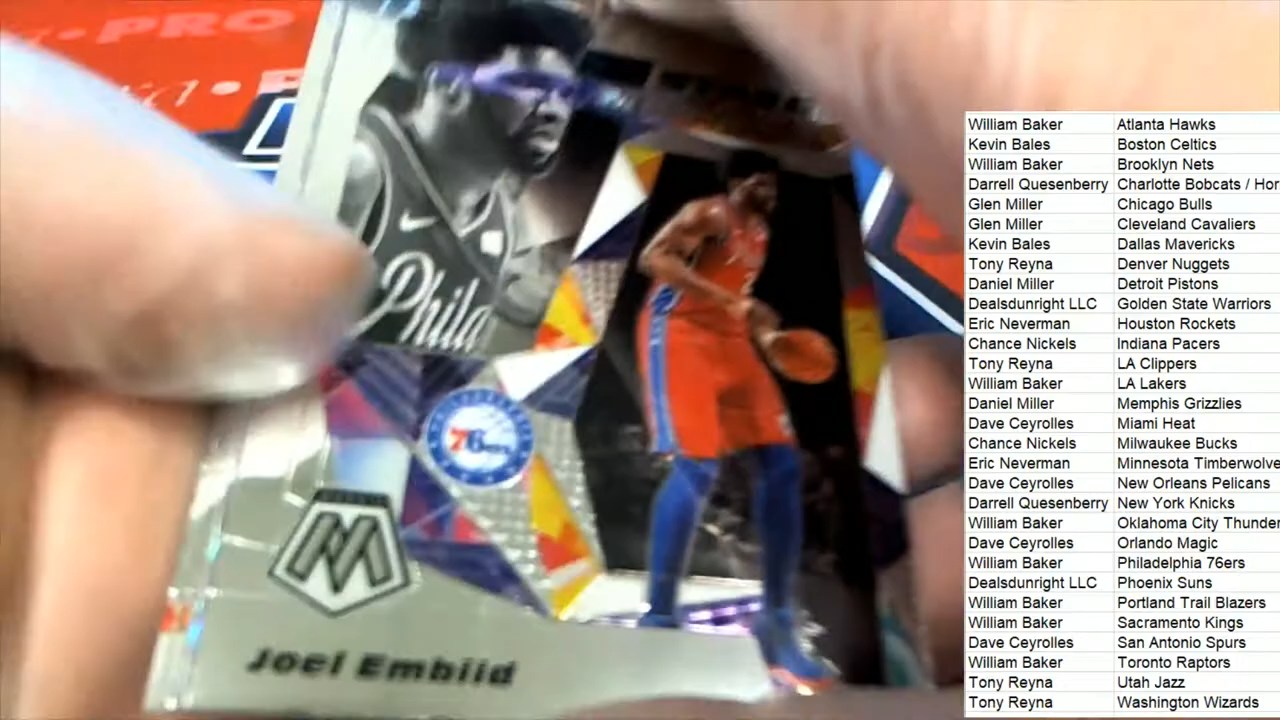 PRO
Phila
76ers
Joel Embiid
William Baker Atlanta Hawks
Kevin Bales Boston Celtics
William Baker Brooklyn Nets
Darrell Quesenberry Charlotte Bobcats / Hor
Glen Miller Chicago Bulls
Glen Miller Cleveland Cavaliers
Kevin Bales Dallas Mavericks
Tony Reyna Denver Nuggets
Daniel Miller Detroit Pistons
Dealsdunright LLC Golden State Warriors
Eric Neverman Houston Rockets
Chance Nickels Indiana Pacers
Tony Reyna LA Clippers
William Baker LA Lakers
Daniel Miller Memphis Grizzlies
Dave Ceyrolles Miami Heat
Chance Nickels Milwaukee Bucks
Eric Neverman Minnesota Timberwolve
Dave Ceyrolles New Orleans Pelicans
Darrell Quesenberry New York Knicks
William Baker Oklahoma City Thunder
Dave Ceyrolles Orlando Magic
William Baker Philadelphia 76ers
Dealsdunright LLC Phoenix Suns
William Baker Portland Trail Blazers
William Baker Sacramento Kings
Dave Ceyrolles San Antonio Spurs
William Baker Toronto Raptors
Tony Reyna Utah Jazz
Tony Reyna Washington Wizards